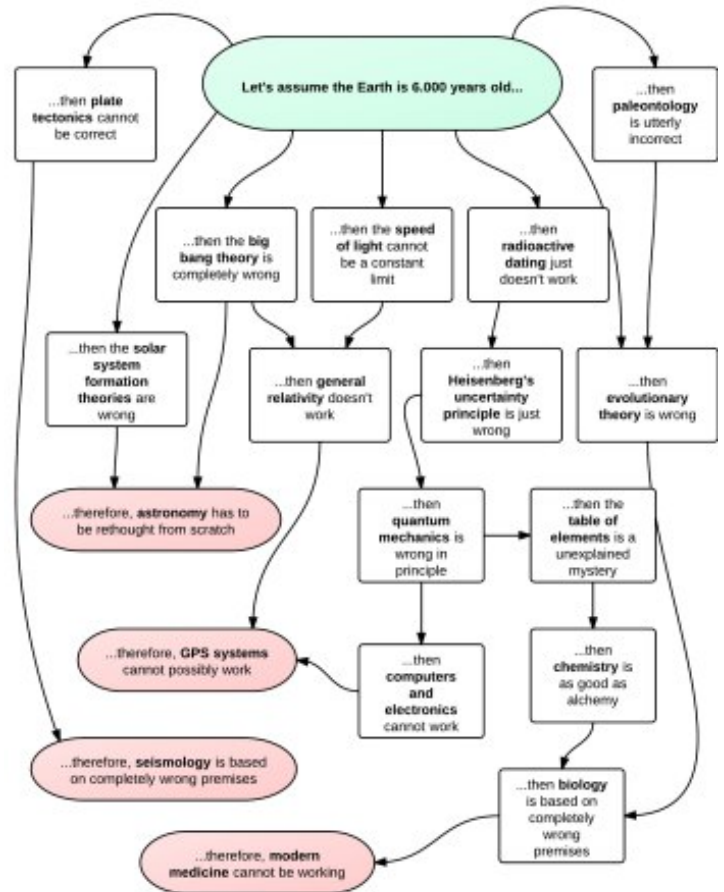 Let's assume the Earth is 6.000 years old...
...then plate
tectonics cannot
be correct
...then
paleontology
is utterly
incorrect
...then the big
bang theory is
completely wrong
...then the speed
of light cannot
be a constant
limit
...then
radioactive
dating just
doesn't work
...then the solar
system
formation
theories are
wrong
...then general
relativity doesn't
work
...then
Heisenberg's
uncertainty
principle is just
wrong
...then
evolutionary
theory is wrong
...therefore, astronomy has to
be rethought from scratch
...then
quantum
mechanics is
wrong in
principle
...then the
table of
elements is a
unexplained
mystery
...therefore, GPS systems
cannot possibly work
...then
computers
and
electronics
cannot work
...then
chemistry is
as good as
alchemy
...therefore, seismology is based
on completely wrong premises
...then biology
is based on
completely
wrong
premises
...therefore, modern
medicine cannot be working